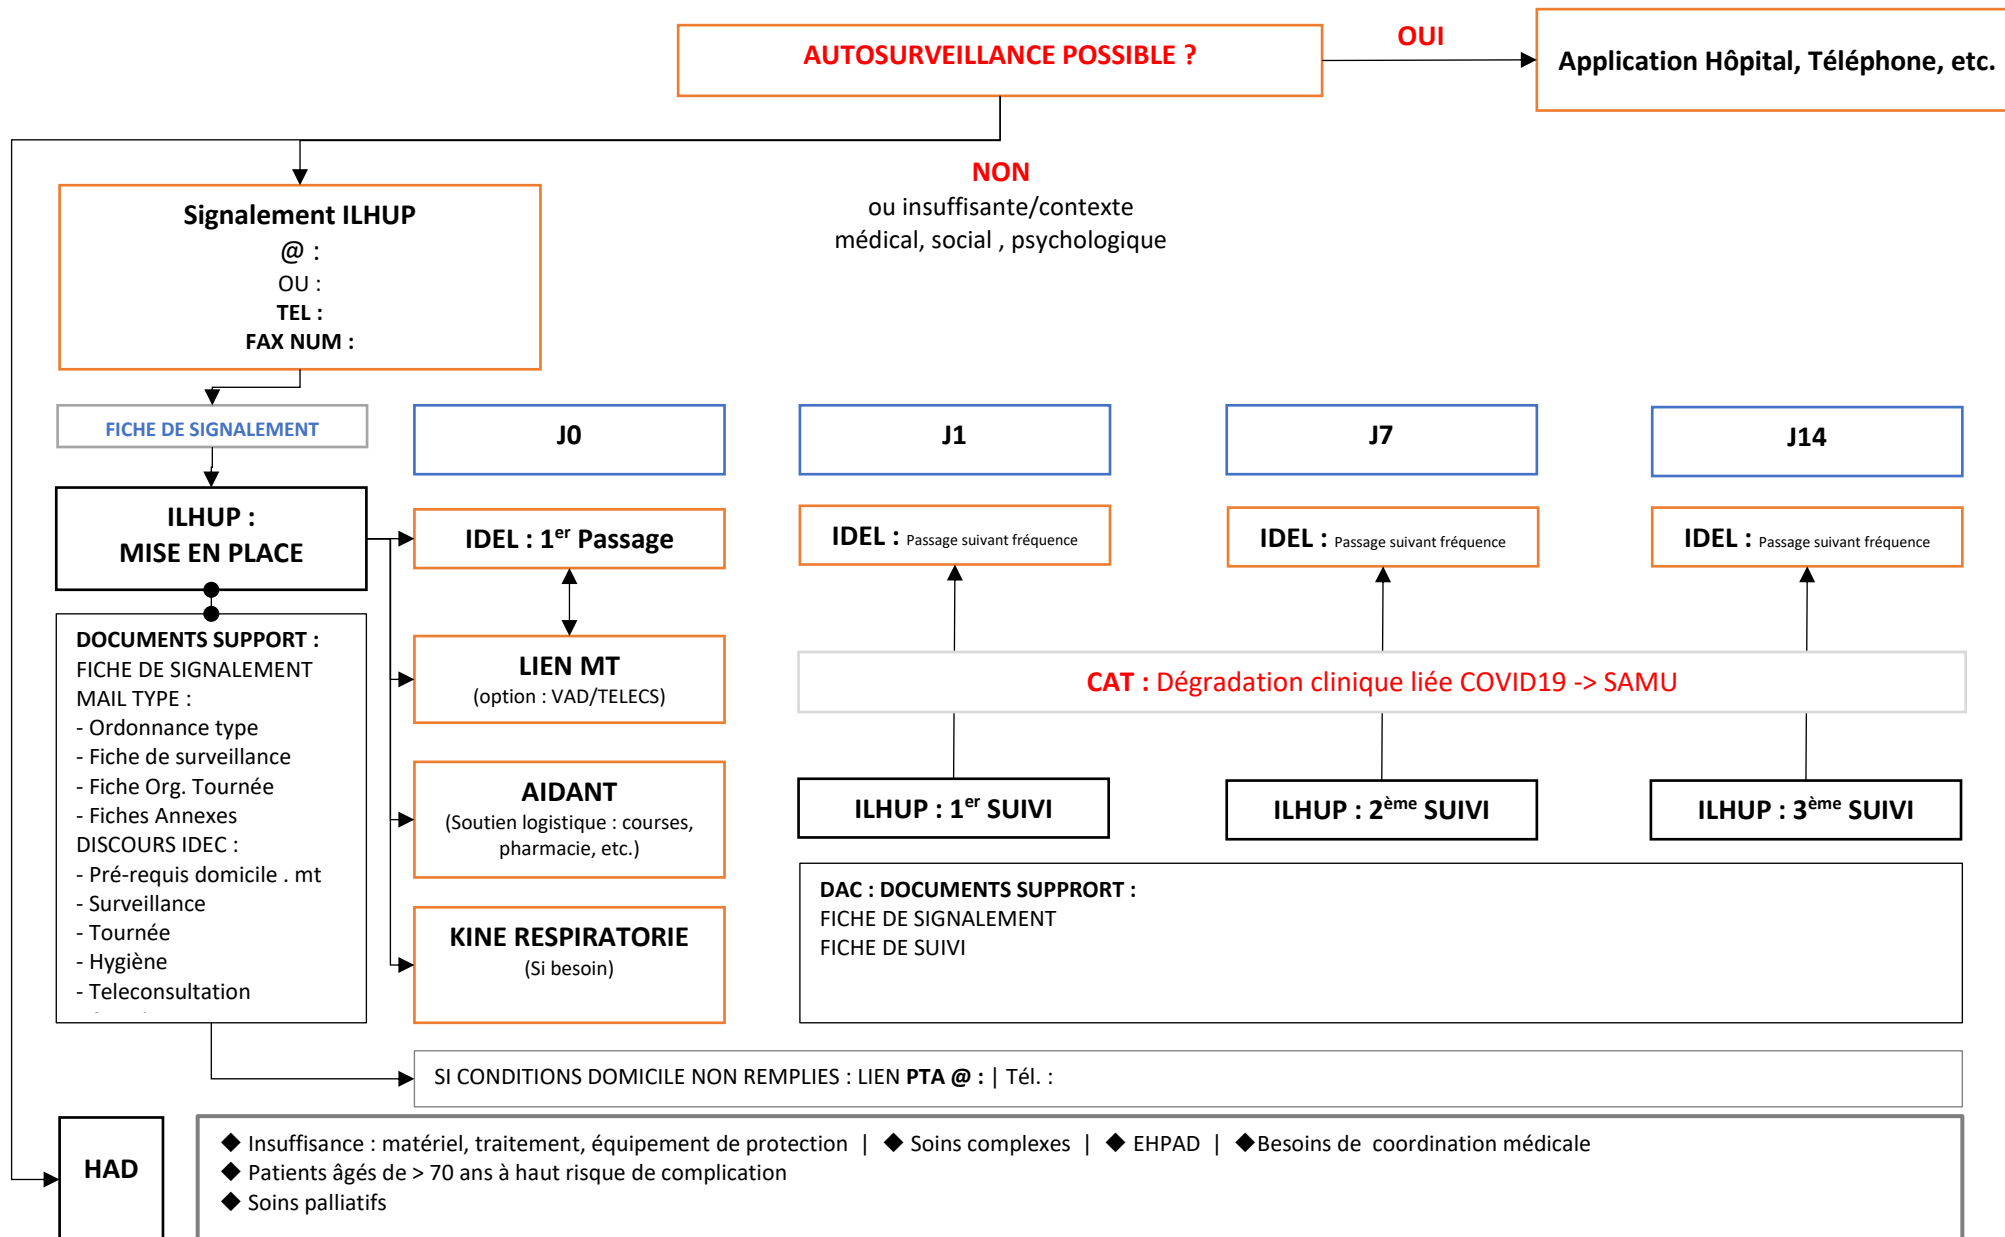 AUTOSURVEILLANCE POSSIBLE ?
OUI
Application Hôpital, Téléphone, etc.
NON
ou insuffisante/contexte
médical, social , psychologique
Signalement ILHUP
@ :
OU :
TEL :
FAX NUM :
FICHE DE SIGNALEMENT
J0
J1
J7
J14
ILHUP :
MISE EN PLACE
IDEL : 1er Passage
IDEL : Passage suivant fréquence
IDEL : Passage suivant fréquence
IDEL : Passage suivant fréquence
DOCUMENTS SUPPORT :
FICHE DE SIGNALEMENT
MAIL TYPE :
- Ordonnance type
- Fiche de surveillance
- Fiche Org. Tournée
- Fiches Annexes
DISCOURS IDEC :
- Pré-requis domicile . mt
- Surveillance
- Tournée
- Hygiène
- Teleconsultation
LIEN MT
(option : VAD/TELECS)
CAT : Dégradation clinique liée COVID19 -> SAMU
AIDANT
(Soutien logistique : courses,
pharmacie, etc.)
ILHUP : 1er SUIVI
ILHUP : 2ème SUIVI
ILHUP : 3ème SUIVI
KINE RESPIRATORIE
(Si besoin)
DAC : DOCUMENTS SUPPRORT :
FICHE DE SIGNALEMENT
FICHE DE SUIVI
SI CONDITIONS DOMICILE NON REMPLIES : LIEN PTA @ : | Tél. :
HAD
◆ Insuffisance : matériel, traitement, équipement de protection | ◆ Soins complexes | ◆ EHPAD | ◆Besoins de coordination médicale
◆ Patients âgés de > 70 ans à haut risque de complication
◆ Soins palliatifs